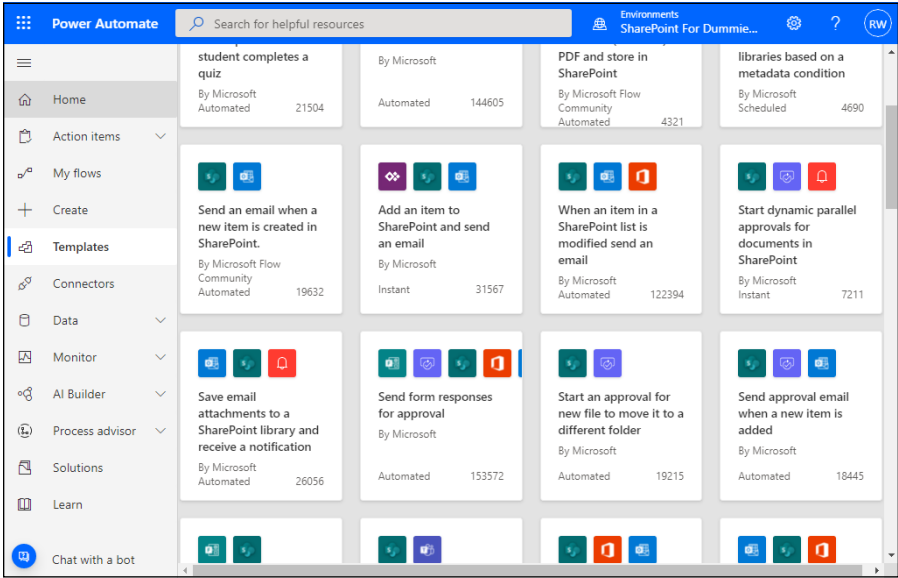 Power Automate
Search for helpful resources
Environments
SharePoint For Dummie...
?
RW
Home
Action items
My flows
Create
Templates
Connectors
Data
Monitor
AI Builder
Process advisor
Solutions
Learn
Chat with a bot
student completes a
quiz
By Microsoft
Automated 21504
By Microsoft
Automated 144605
PDF and store in
SharePoint
By Microsoft Flow
Community
Automated 4321
libraries based on a
metadata condition
By Microsoft
Scheduled 4690
Send an email when a
new item is created in
SharePoint.
By Microsoft Flow
Community
Automated 19632
Add an item to
SharePoint and send
an email
By Microsoft
Instant 31567
When an item in a
SharePoint list is
modified send an
email
By Microsoft
Automated 122394
Start dynamic parallel
approvals for
documents in
SharePoint
By Microsoft
Instant 7211
Save email
attachments to a
SharePoint library and
receive a notification
By Microsoft
Automated 26056
Send form responses
for approval
By Microsoft
Automated 153572
Start an approval for
new file to move it to a
different folder
By Microsoft
Automated 19215
Send approval email
when a new item is
added
By Microsoft
Automated 18445